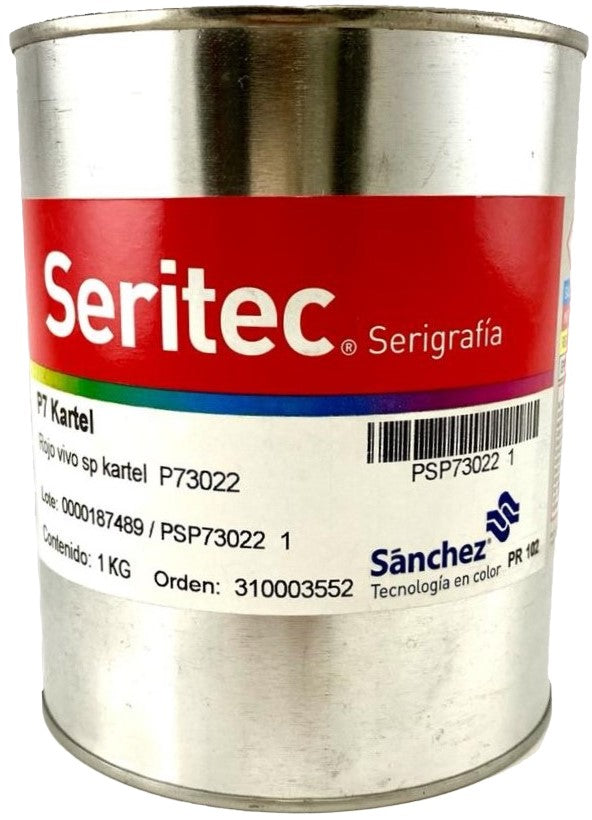 Seritec® Serigrafía
P7 Kartel
Rojo vivo sp kartel P73022
Lote: 0000187489 / PSP73022 1
Contenido: 1 KG Orden: 310003552
PSP73022 1
Sánchez
Tecnología en color
PR 102